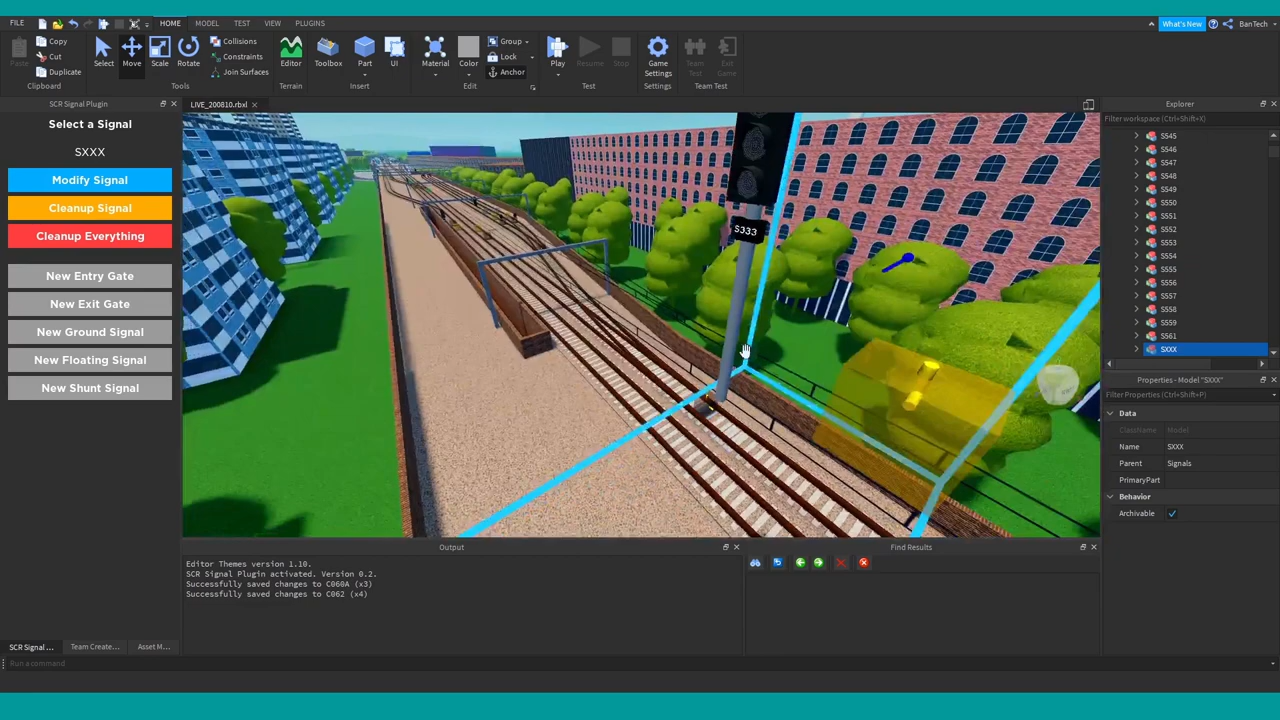 FILE
HOME
MODEL
TEST
VIEW
PLUGINS
What's New
BanTech
Paste
Copy
Cut
Duplicate
Clipboard
Select
Move
Scale
Rotate
Collisions
Constraints
Join Surfaces
Tools
Editor
Terrain
Toolbox
Part
UI
Insert
Material
Color
Group
Lock
Anchor
Edit
Play
Resume
Stop
Test
Game
Settings
Settings
Team
Test
Exit
Game
Team Test
SCR Signal Plugin
Select a Signal
SXXX
Modify Signal
Cleanup Signal
Cleanup Everything
New Entry Gate
New Exit Gate
New Ground Signal
New Floating Signal
New Shunt Signal
SCR Signal ...
Team Create...
Asset M...
LIVE_200810.rbxl
S333
Output
Editor Themes version 1.10.
SCR Signal Plugin activated. Version 0.2.
Successfully saved changes to C060A (x3)
Successfully saved changes to C062 (x4)
Find Results
Explorer
Filter workspace (Ctrl+Shift+X)
S545
S546
S547
S548
S549
S550
S551
S552
S553
S554
S555
S556
S557
S558
S559
S561
SXXX
Properties - Model "SXXX"
Filter Properties (Ctrl+Shift+P)
Data
ClassName Model
Name SXXX
Parent Signals
PrimaryPart
Behavior
Archivable
Run a command